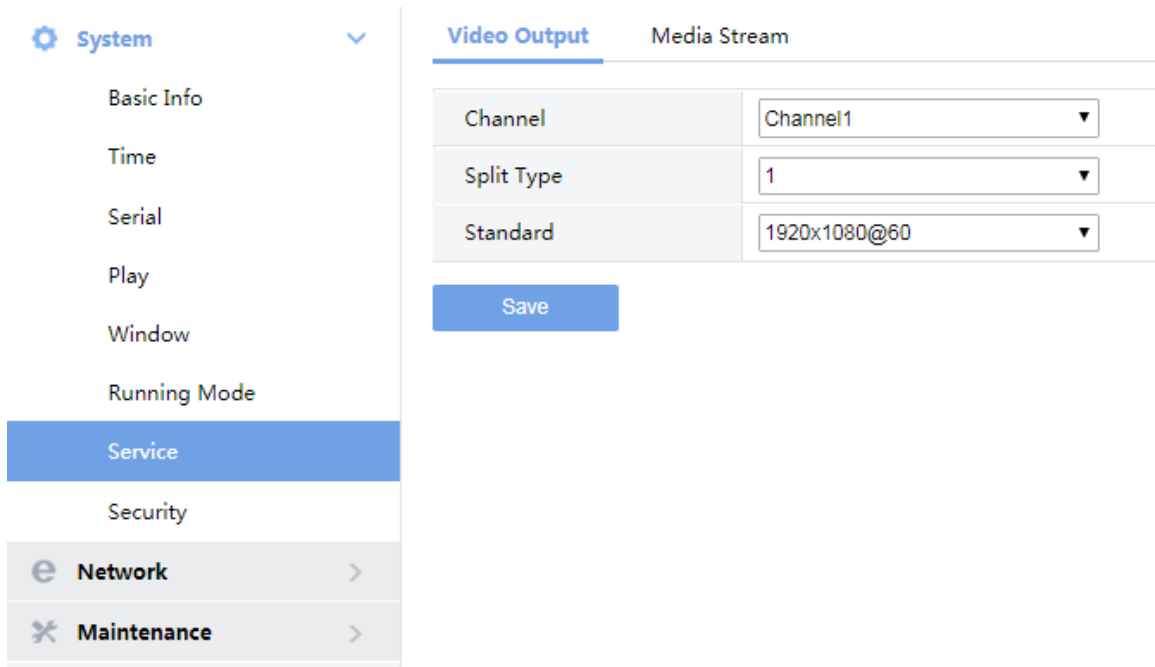 System
Basic Info
Time
Serial
Play
Window
Running Mode
Service
Security
Network
Maintenance
Video Output Media Stream
Channel Channel1
Split Type 1
Standard 1920x1080@60
Save